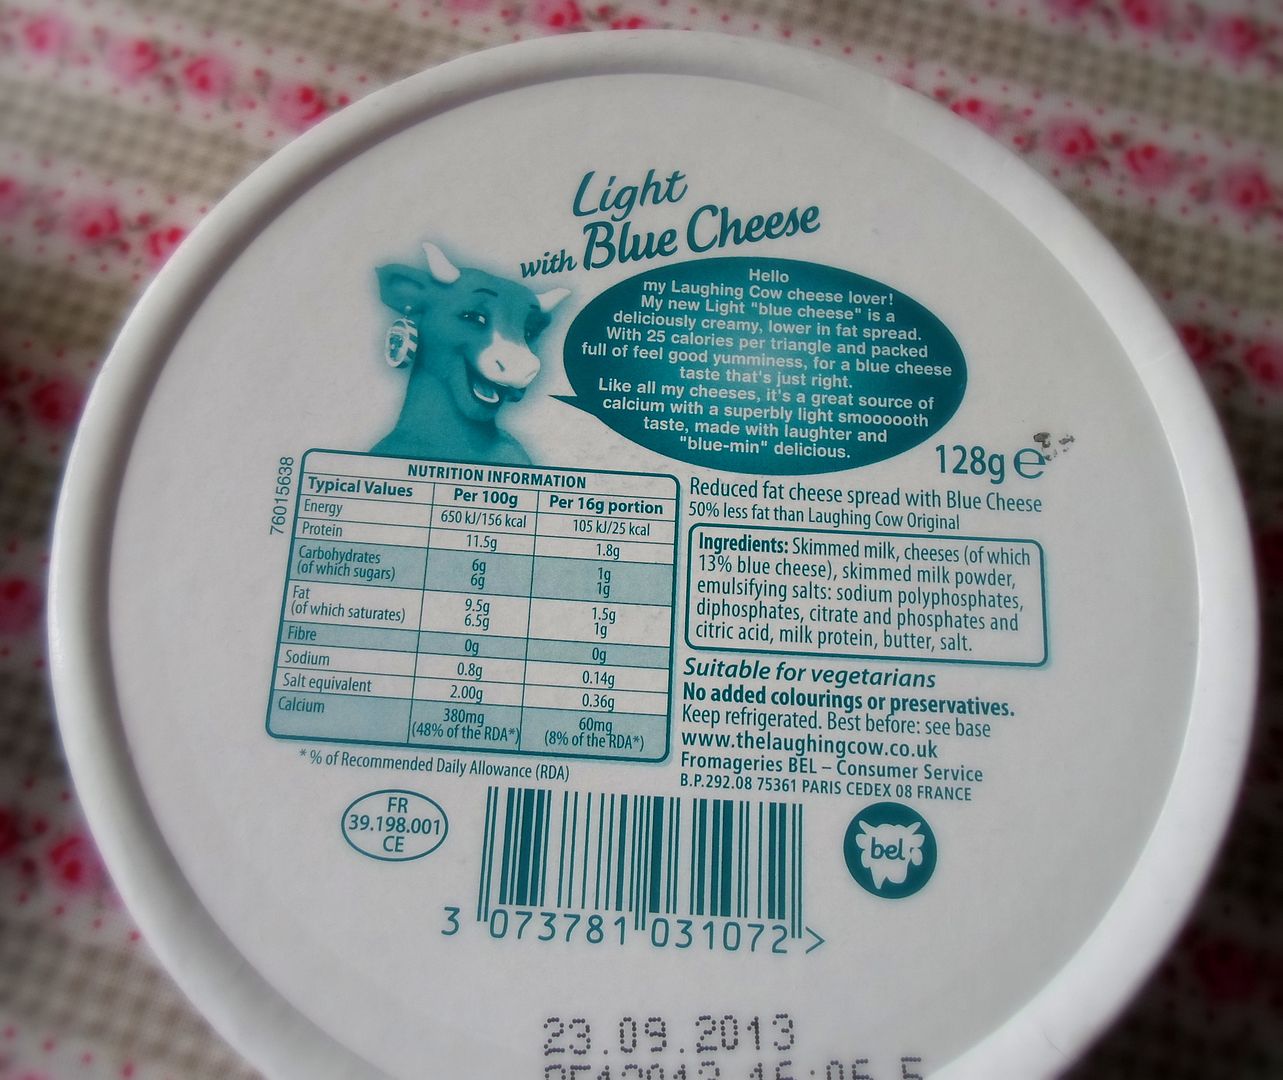 Light
with Blue Cheese
Hello
my Laughing Cow cheese lover!
My new Light "blue cheese" is a
deliciously creamy, lower in fat spread.
With 25 calories per triangle and packed
full of feel good yumminess, for a blue cheese
taste that's just right.
Like all my cheeses, it's a great source of
calcium with a superbly light smoooooth
taste, made with laughter and
"blue-min" delicious.
128g e
76015638
NUTRITION INFORMATION
Typical Values Per 100g Per 16g portion
Energy 650 kJ/156 kcal 105 kJ/25 kcal
Protein 11.5g 1.8g
Carbohydrates 6g 1g
(of which sugars) 6g 1g
Fat 9.5g 1.5g
(of which saturates) 6.5g 1g
Fibre 0g 0g
Sodium 0.8g 0.14g
Salt equivalent 2.00g 0.36g
Calcium 380mg 60mg
(48% of the RDA*) (8% of the RDA*)
* % of Recommended Daily Allowance (RDA)
Reduced fat cheese spread with Blue Cheese
50% less fat than Laughing Cow Original
Ingredients: Skimmed milk, cheeses (of which
13% blue cheese), skimmed milk powder,
emulsifying salts: sodium polyphosphates,
diphosphates, citrate and phosphates and
citric acid, milk protein, butter, salt.
Suitable for vegetarians
No added colourings or preservatives.
Keep refrigerated. Best before: see base
www.thelaughingcow.co.uk
Fromageries BEL – Consumer Service
B.P.292.08 75361 PARIS CEDEX 08 FRANCE
FR
39.198.001
CE
bel
3 073781 031072 >
23.09.2013